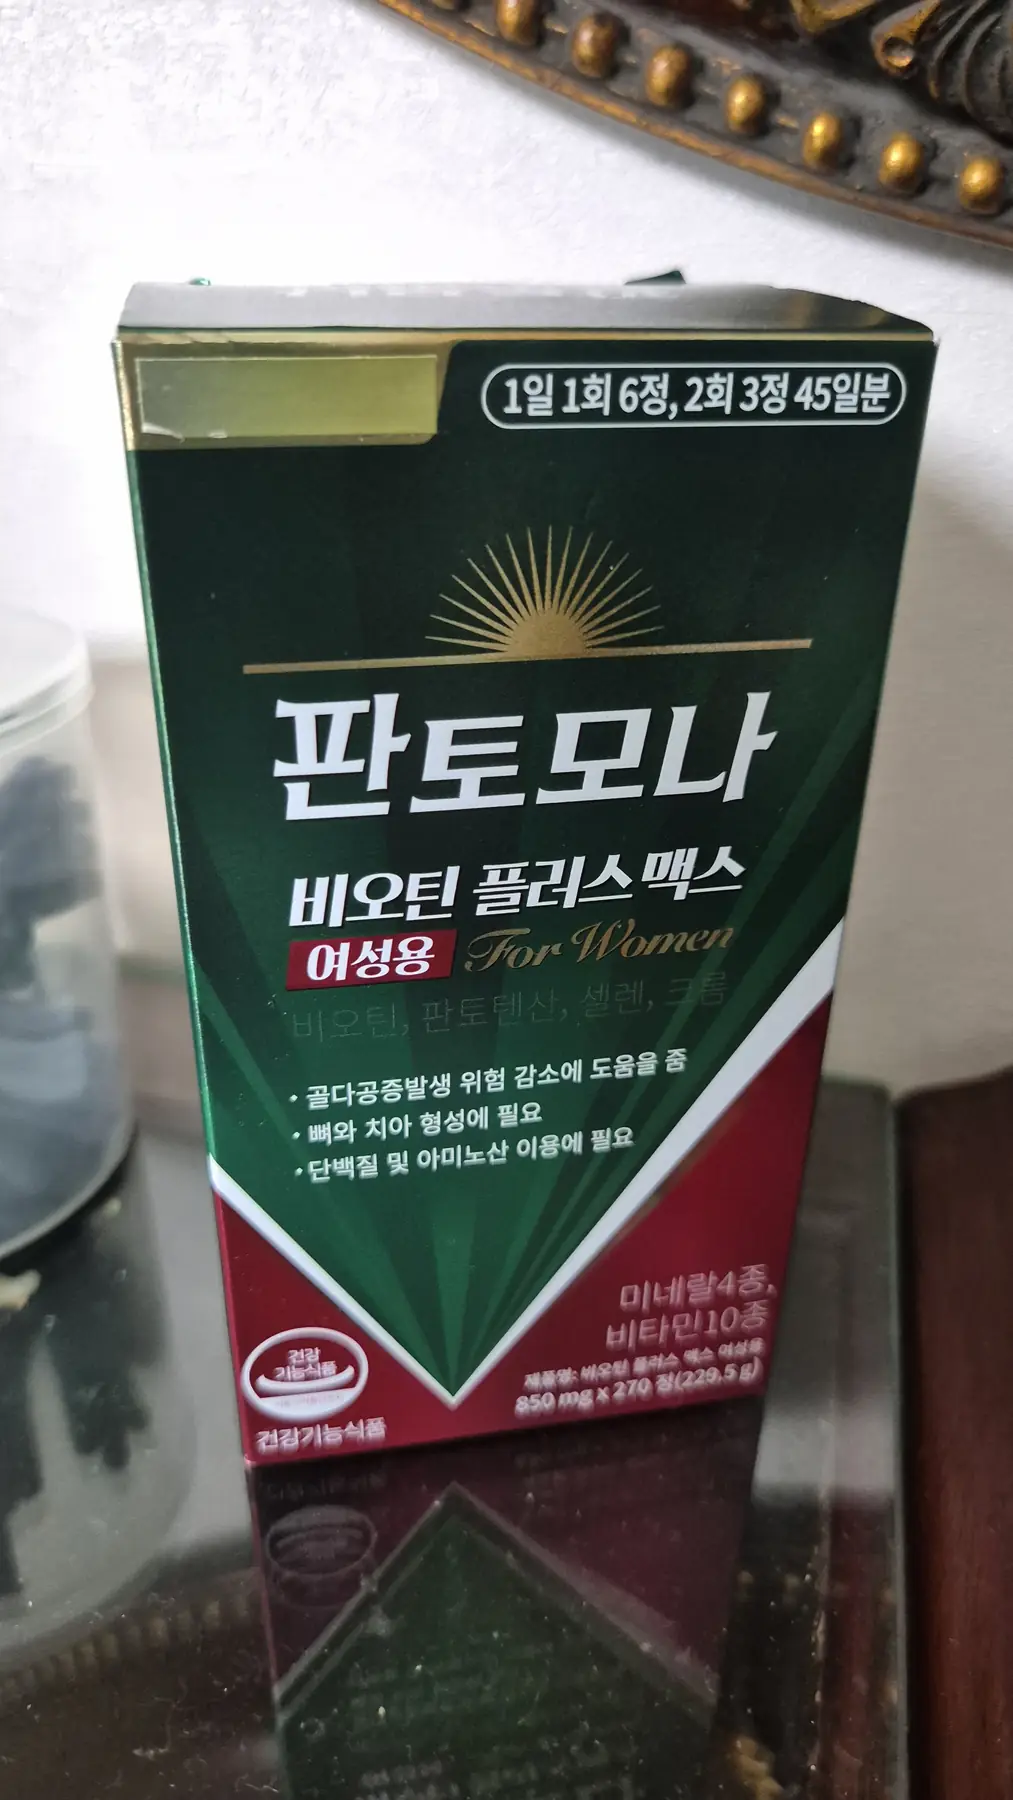 1일 1회 6정, 2회 3정 45일분
판토모나
비오틴 플러스 맥스
여성용 For Women
비오틴, 판토텐산, 셀렌, 크롬
· 골다공증발생 위험 감소에 도움을 줌
· 뼈와 치아 형성에 필요
· 단백질 및 아미노산 이용에 필요
미네랄4종,
비타민10종
제품명: 비오틴 플러스 맥스 여성용
850 mg x 270 정(229.5 g)
건강
기능식품
건강기능식품